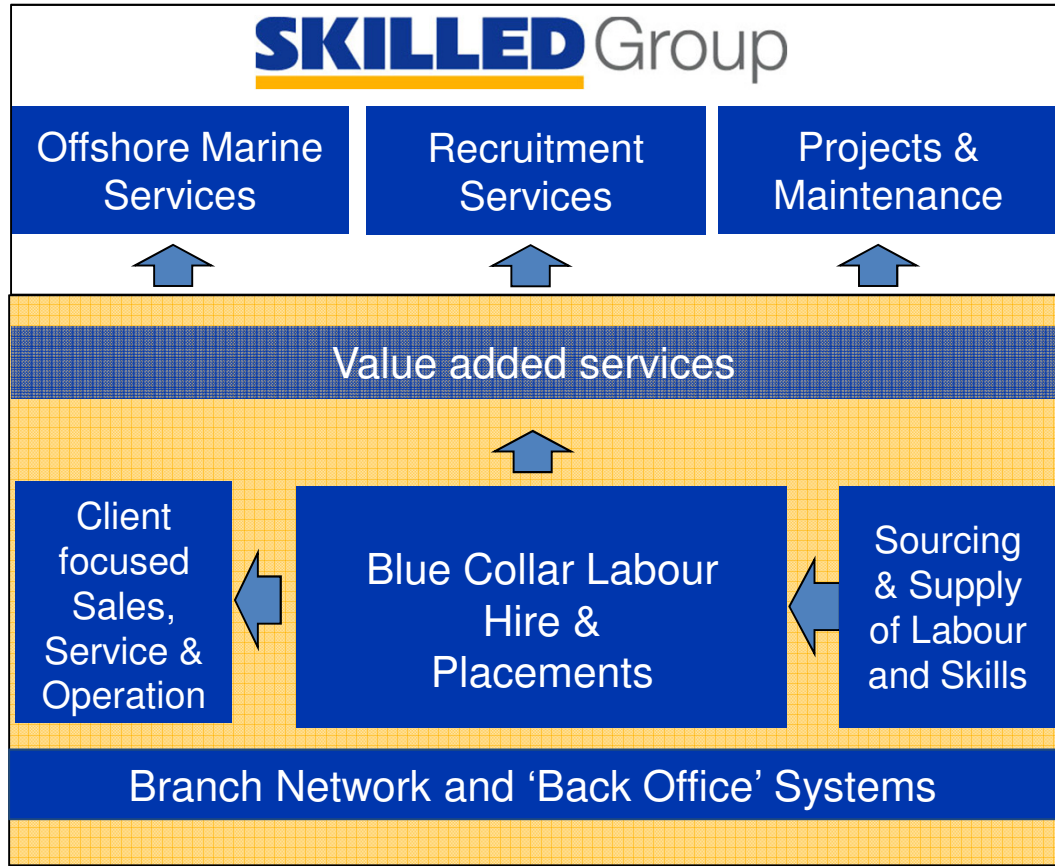 SKILLED Group
Offshore Marine
Services
Recruitment
Services
Projects &
Maintenance
Value added services
Client
focused
Sales,
Service &
Operation
Blue Collar Labour
Hire &
Placements
Sourcing
& Supply
of Labour
and Skills
Branch Network and ‘Back Office’ Systems